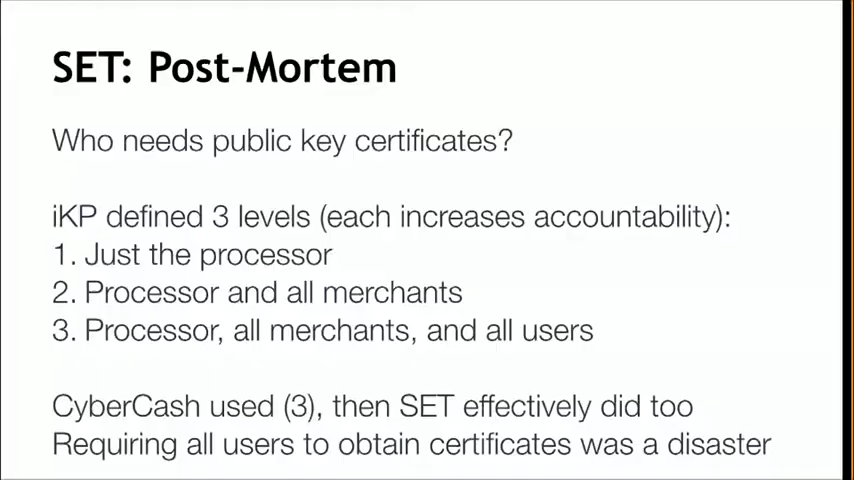 SET: Post-Mortem
Who needs public key certificates?
iKP defined 3 levels (each increases accountability):
1. Just the processor
2. Processor and all merchants
3. Processor, all merchants, and all users
CyberCash used (3), then SET effectively did too
Requiring all users to obtain certificates was a disaster